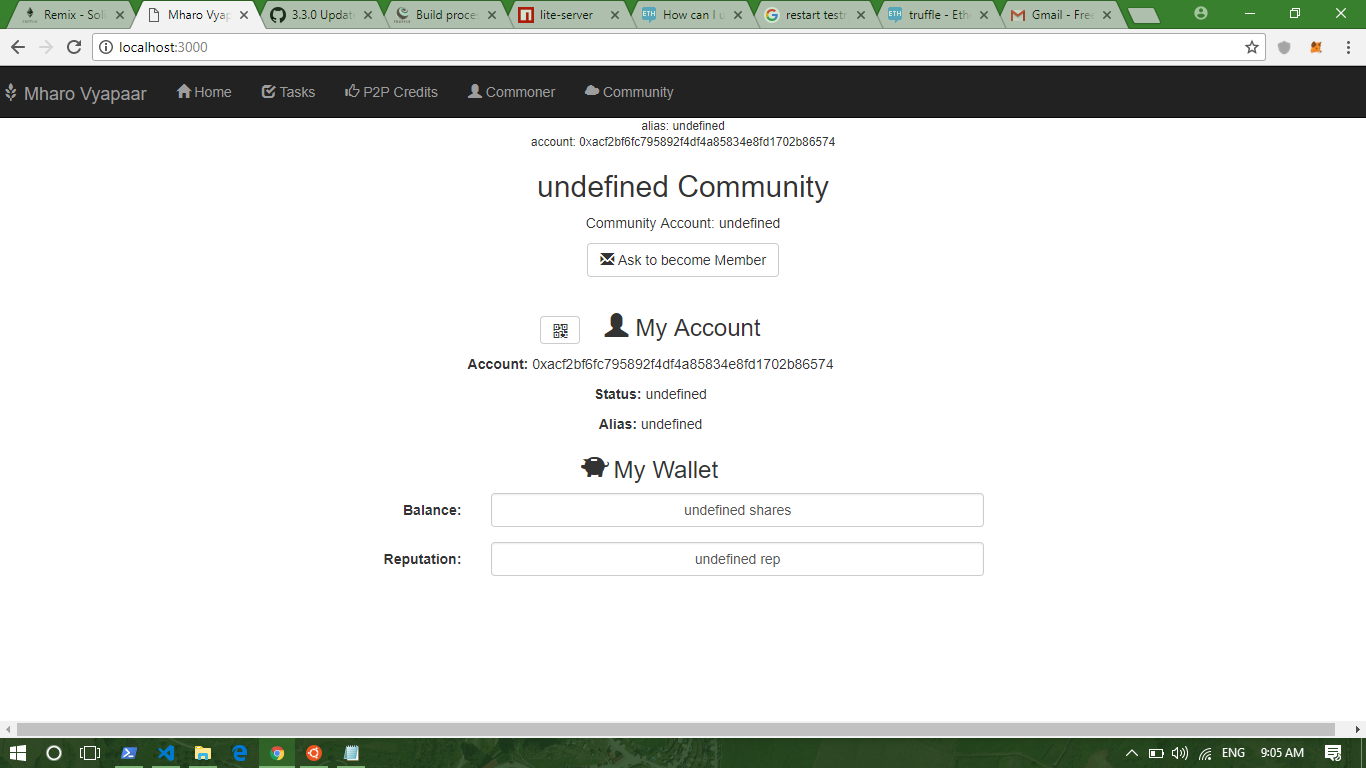 Remix - Soli
Mharo Vyap
3.3.0 Updat
Build proce
lite-server
How can I u
restart testr
truffle - Eth
Gmail - Fre
localhost:3000
Mharo Vyapaar Home Tasks P2P Credits Commoner Community
alias: undefined
account: 0xacf2bf6fc795892f4df4a85834e8fd1702b86574
undefined Community
Community Account: undefined
Ask to become Member
My Account
Account: 0xacf2bf6fc795892f4df4a85834e8fd1702b86574
Status: undefined
Alias: undefined
My Wallet
Balance: undefined shares
Reputation: undefined rep
ENG 9:05 AM